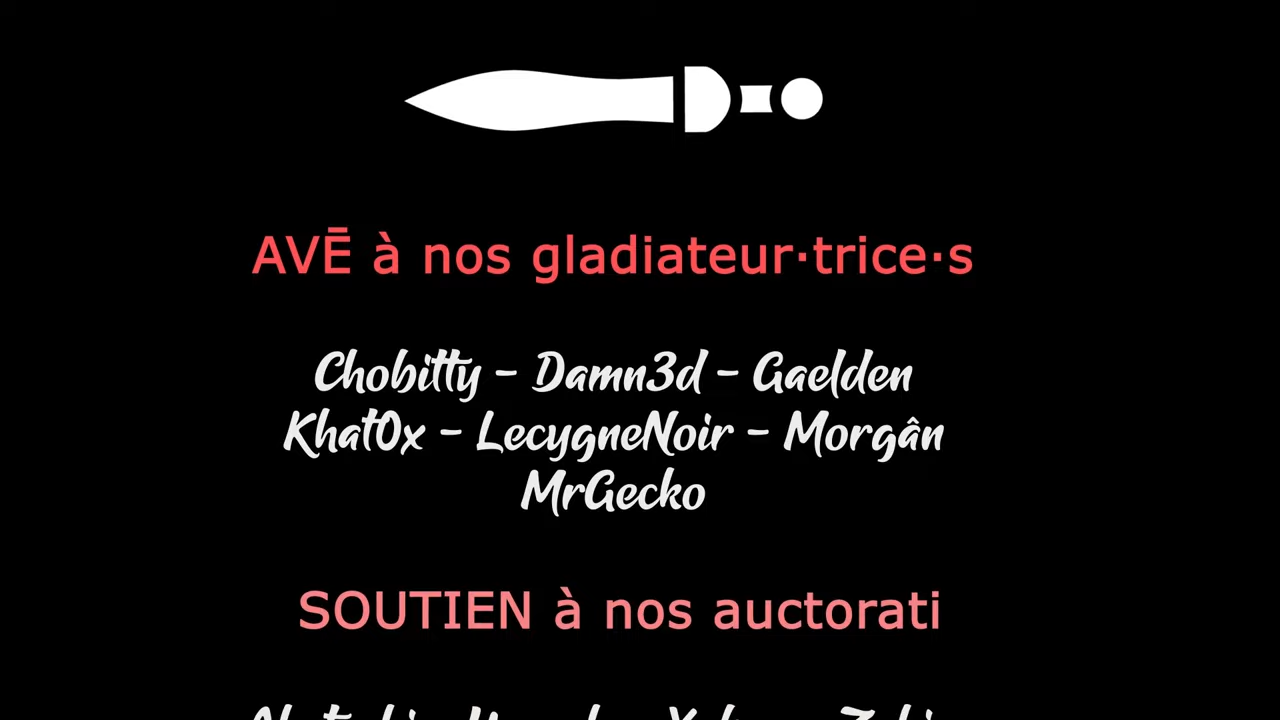 AVĒ à nos gladiateur·trice·s
Chobitty - Damn3d - Gaelden
Khat0x - LecygneNoir - Morgân
MrGecko
SOUTIEN à nos auctorati